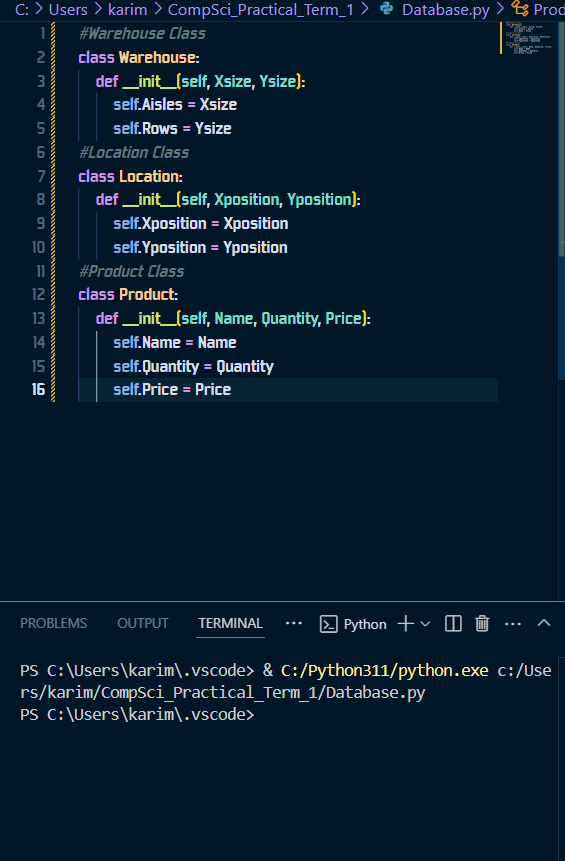 C: > Users > karim > CompSci_Practical_Term_1 > Database.py > Prod
1 #Warehouse Class
2 class Warehouse:
3 def __init__(self, Xsize, Ysize):
4 self.Aisles = Xsize
5 self.Rows = Ysize
6 #Location Class
7 class Location:
8 def __init__(self, Xposition, Yposition):
9 self.Xposition = Xposition
10 self.Yposition = Yposition
11 #Product Class
12 class Product:
13 def __init__(self, Name, Quantity, Price):
14 self.Name = Name
15 self.Quantity = Quantity
16 self.Price = Price
PROBLEMS OUTPUT TERMINAL ··· Python
PS C:\Users\karim\.vscode> & C:/Python311/python.exe c:/Use
rs/karim/CompSci_Practical_Term_1/Database.py
PS C:\Users\karim\.vscode>